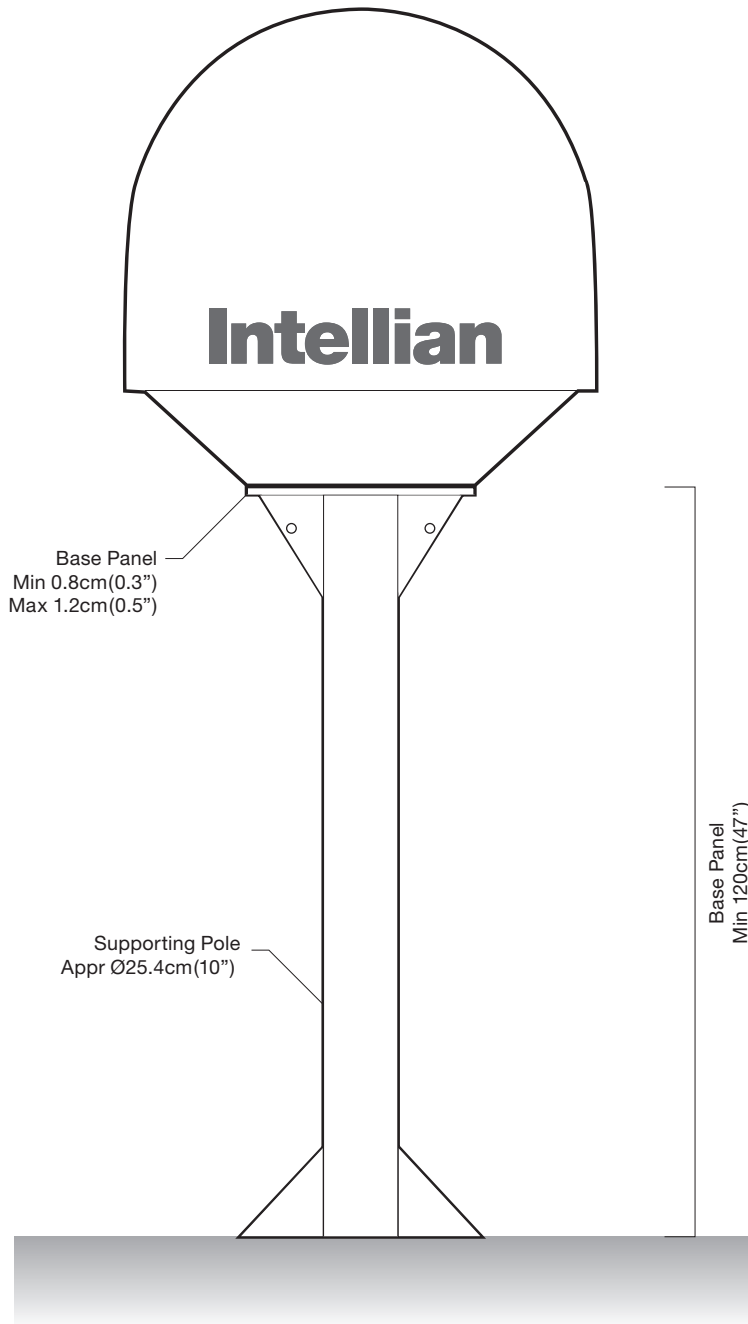 Intellian
Base Panel
Min 0.8cm(0.3”)
Max 1.2cm(0.5”)
Base Panel
Min 120cm(47”)
Supporting Pole
Appr Ø25.4cm(10”)